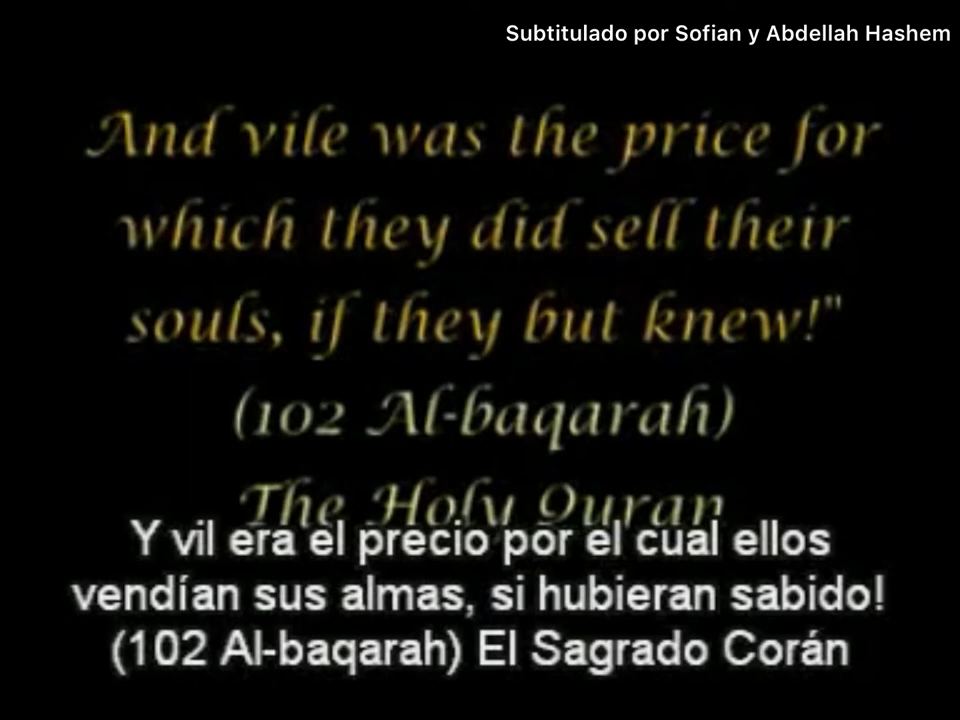 Subtitulado por Sofian y Abdellah Hashem
And vile was the price for
which they did sell their
souls, if they but knew!"
(102 Al-baqarah)
The Holy Quran
Y vil era el precio por el cual ellos
vendían sus almas, si hubieran sabido!
(102 Al-baqarah) El Sagrado Corán